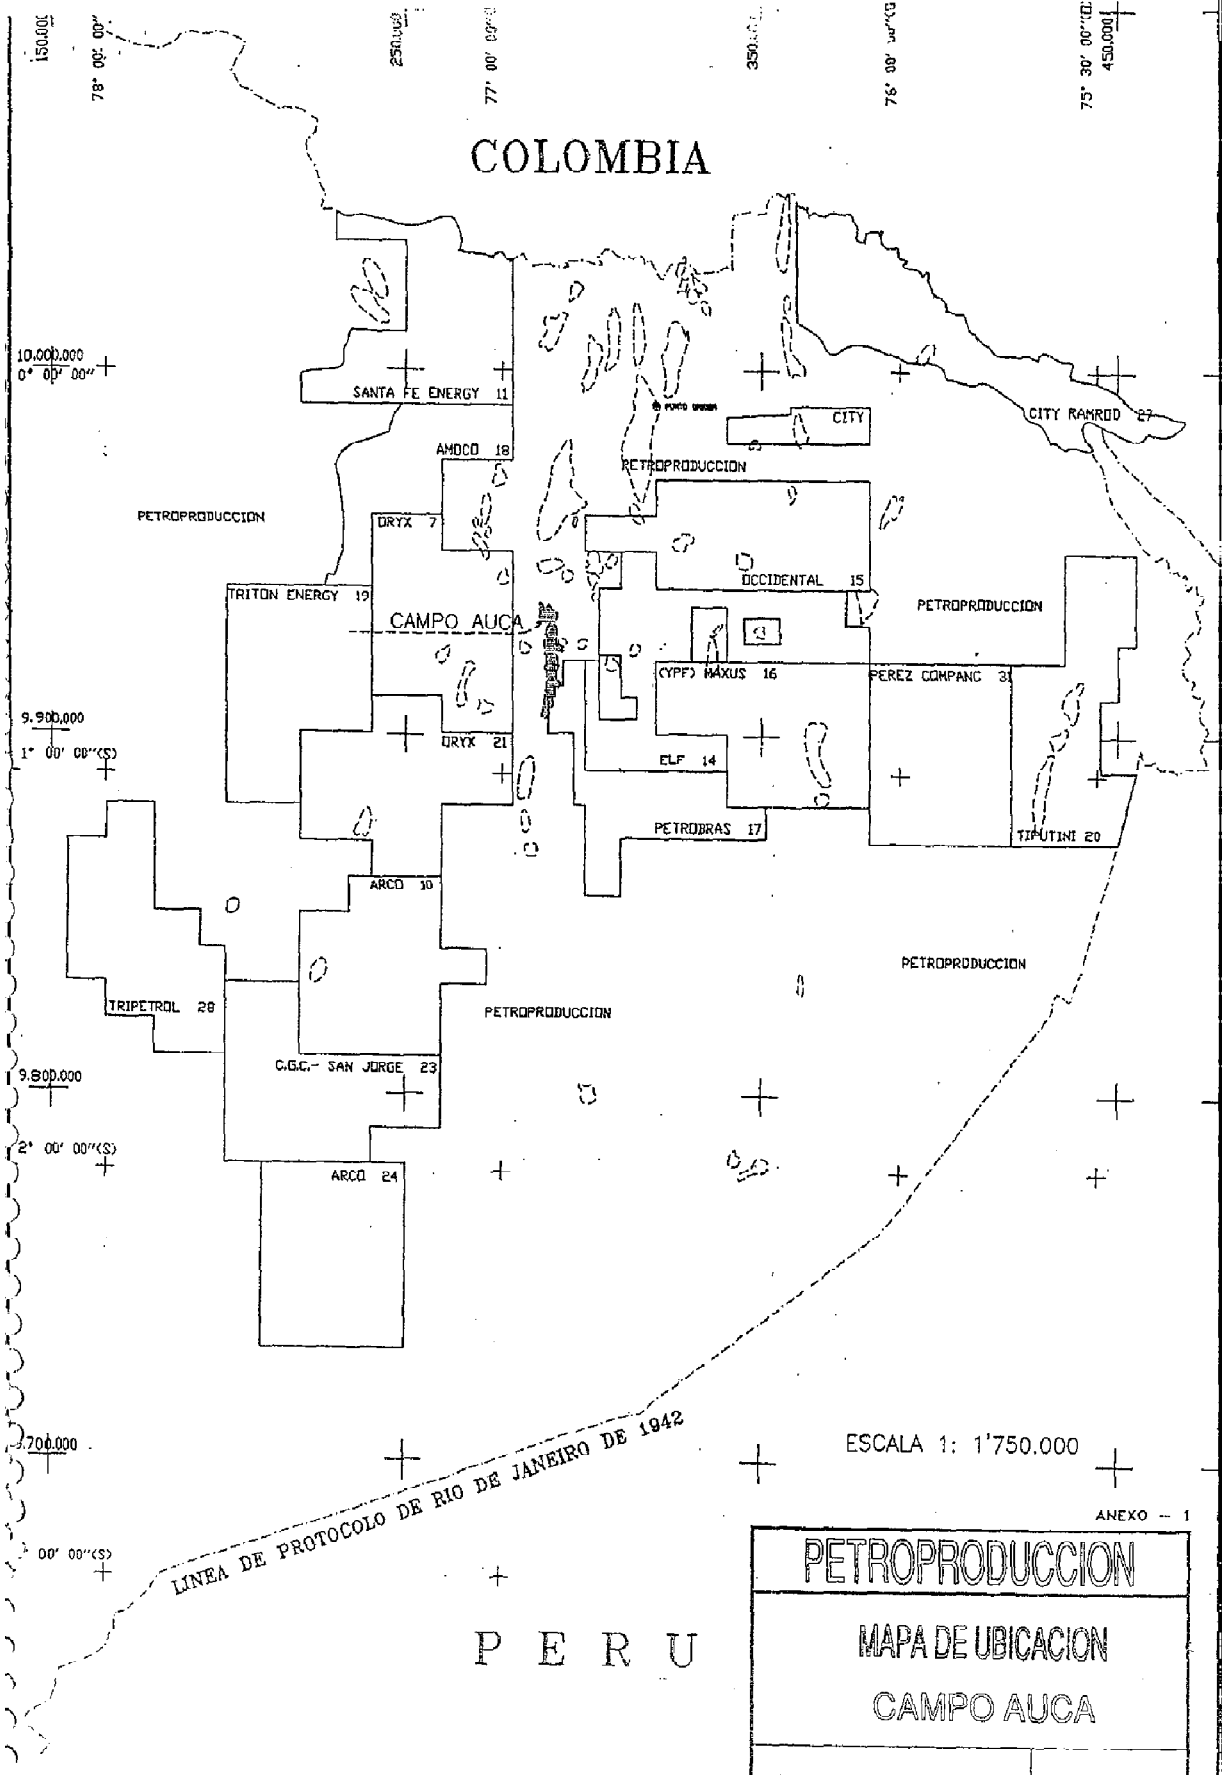 150.000
78° 00' 00"
250.000
77° 00' 00"
350.
76° 00' 00"
75° 30' 00"
450.000
COLOMBIA
10.000.000
0° 00' 00"
SANTA FE ENERGY 11
CITY
CITY RAMROD 27
AMOCO 18
PETROPRODUCCION
PETROPRODUCCION
ORYX 7
OCCIDENTAL 15
TRITON ENERGY 19
PETROPRODUCCION
CAMPO AUCA
(YPF) MAXUS 16
PEREZ COMPANC 31
9.900.000
1° 00' 00"(S)
ORYX 21
ELF 14
PETROBRAS 17
TIPUTINI 20
ARCO 10
PETROPRODUCCION
TRIPETROL 28
PETROPRODUCCION
C.G.C.- SAN JORGE 23
9.800.000
2° 00' 00"(S)
ARCO 24
.700.000
LINEA DE PROTOCOLO DE RIO DE JANEIRO DE 1942
ESCALA 1: 1'750.000
ANEXO - 1
00' 00"(S)
PETROPRODUCCION
PERU
MAPA DE UBICACION
CAMPO AUCA